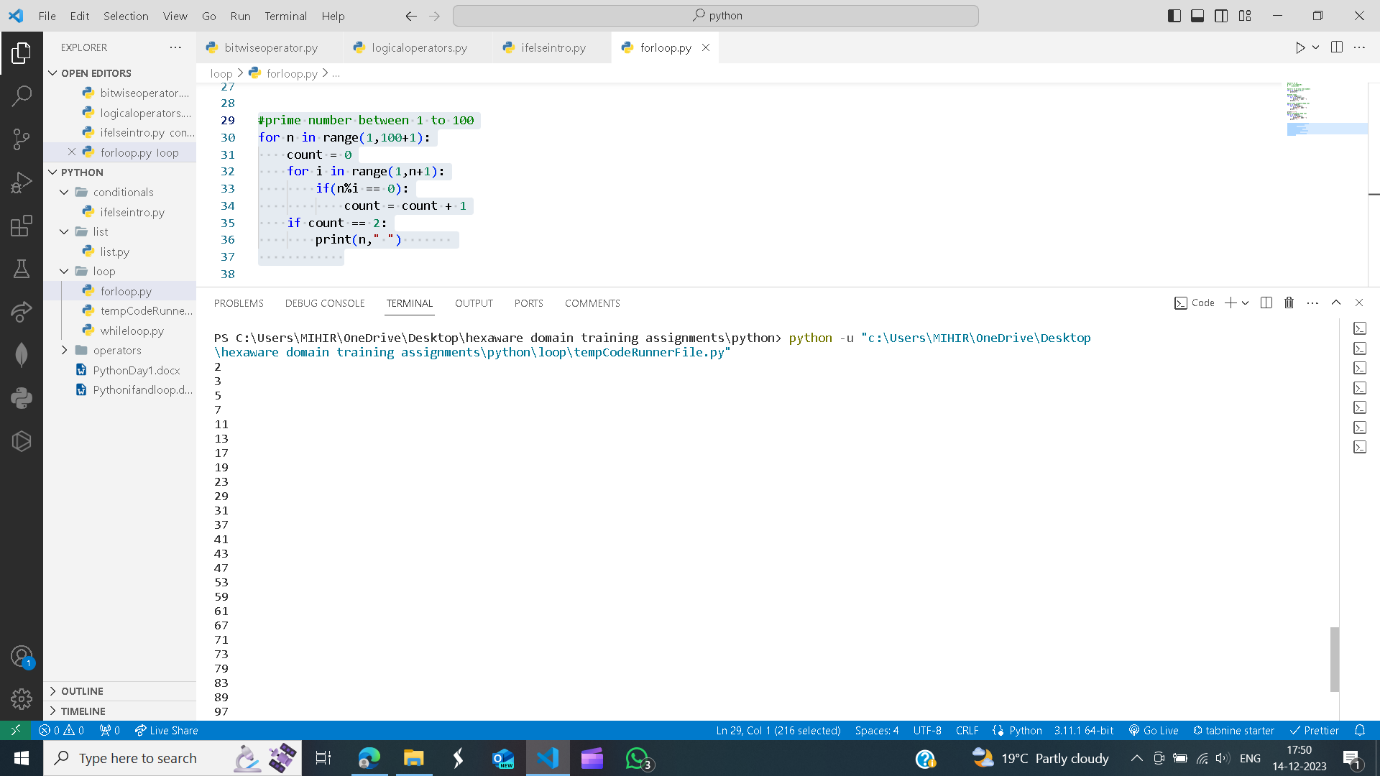 File Edit Selection View Go Run Terminal Help
python
EXPLORER
OPEN EDITORS
bitwiseoperator....
logicaloperators....
ifelseintro.py con...
forloop.py loop
PYTHON
conditionals
ifelseintro.py
list
list.py
loop
forloop.py
tempCodeRunne...
whileloop.py
operators
PythonDay1.docx
Pythonifandloop.d...
OUTLINE
TIMELINE
bitwiseoperator.py logicaloperators.py ifelseintro.py forloop.py
loop > forloop.py > ...
27
28
29 #prime number between 1 to 100
30 for n in range(1,100+1):
31 count = 0
32 for i in range(1,n+1):
33 if(n%i == 0):
34 count = count + 1
35 if count == 2:
36 print(n," ")
37
38
PROBLEMS DEBUG CONSOLE TERMINAL OUTPUT PORTS COMMENTS
Code
PS C:\Users\MIHIR\OneDrive\Desktop\hexaware domain training assignments\python> python -u "c:\Users\MIHIR\OneDrive\Desktop
\hexaware domain training assignments\python\loop\tempCodeRunnerFile.py"
2
3
5
7
11
13
17
19
23
29
31
37
41
43
47
53
59
61
67
71
73
79
83
89
97
1
0 0 0 Live Share
Ln 29, Col 1 (216 selected) Spaces: 4 UTF-8 CRLF Python 3.11.1 64-bit Go Live tabnine starter Prettier
Type here to search
NEW
3
19°C Partly cloudy
ENG
17:50
14-12-2023
1